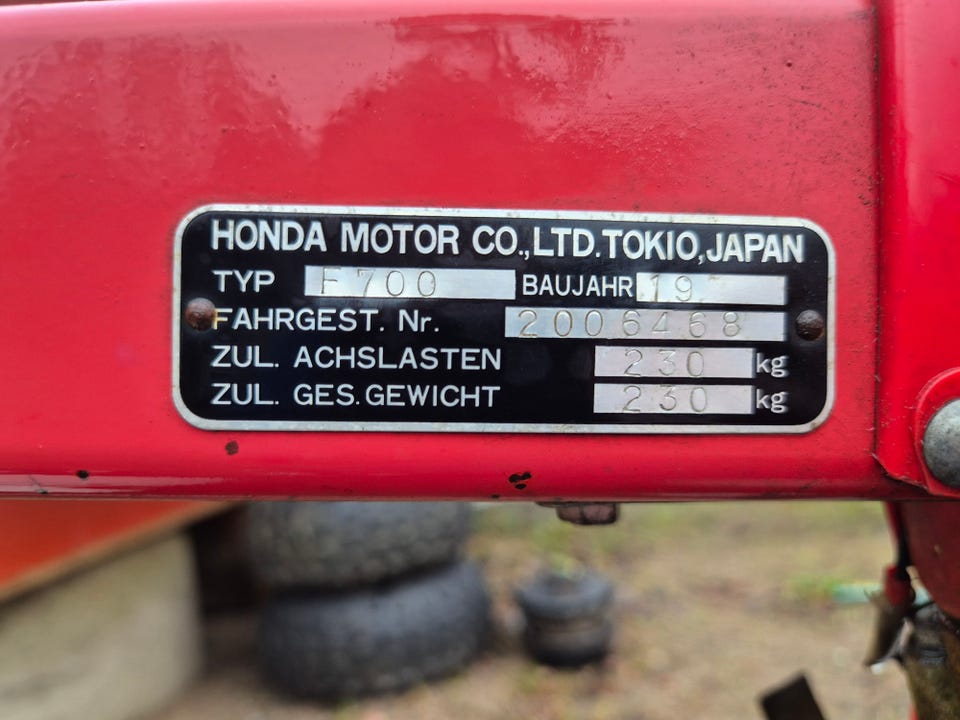 HONDA MOTOR CO.,LTD.TOKIO,JAPAN
TYP F700 BAUJAHR 19
FAHRGEST. Nr. 2006468
ZUL. ACHSLASTEN 230 kg
ZUL. GES.GEWICHT 230 kg